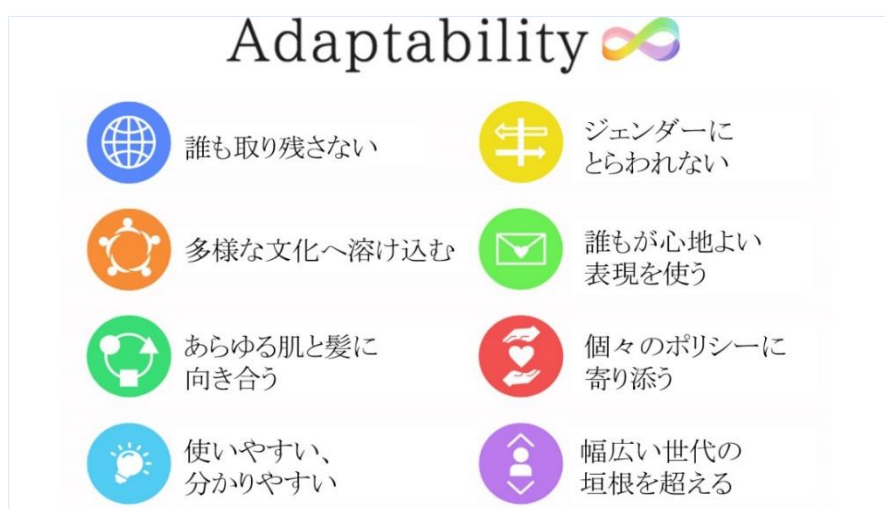 Adaptability
誰も取り残さない
ジェンダーに
とらわれない
多様な文化へ溶け込む
誰もが心地よい
表現を使う
あらゆる肌と髪に
向き合う
個々のポリシーに
寄り添う
使いやすい、
分かりやすい
幅広い世代の
垣根を超える